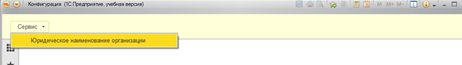 Конфигурация (1С:Предприятие, учебная версия)
M M+ M-
Сервис
Юридическое наименование организации